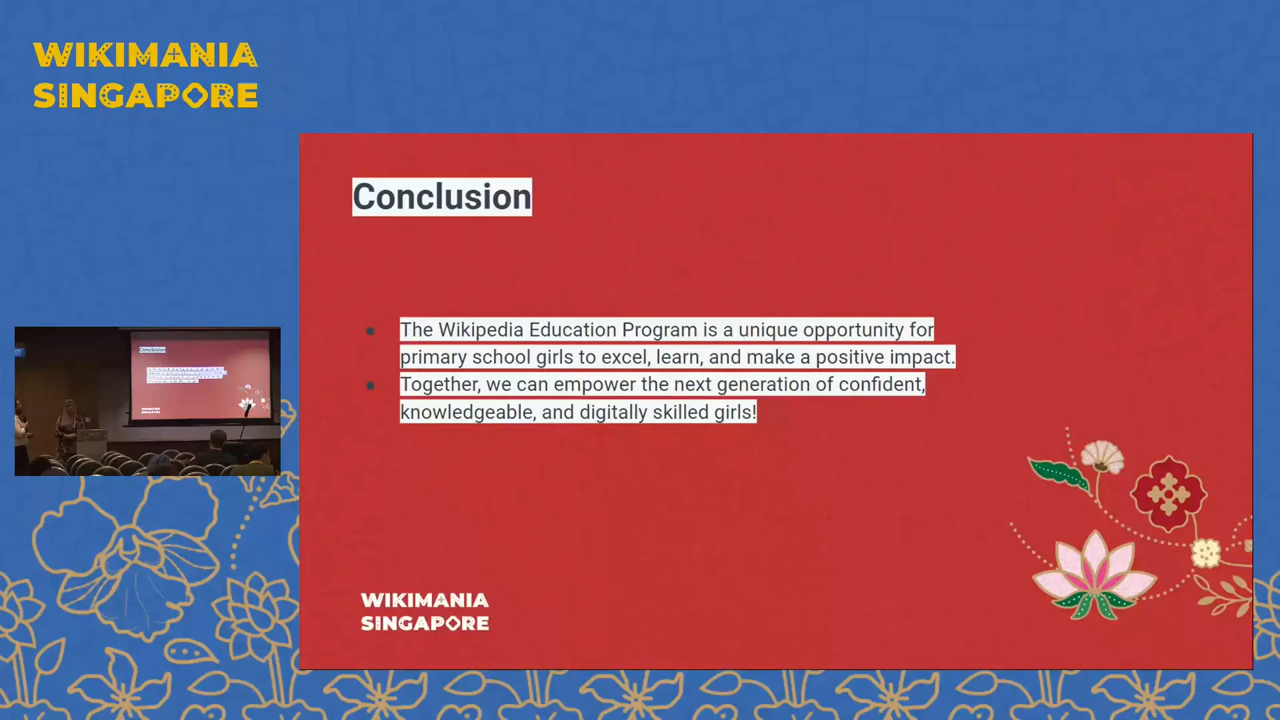 WIKIMANIA
SINGAPORE
Conclusion
The Wikipedia Education Program is a unique opportunity for
primary school girls to excel, learn, and make a positive impact.
Together, we can empower the next generation of confident,
knowledgeable, and digitally skilled girls!
WIKIMANIA
SINGAPORE
Conclusion